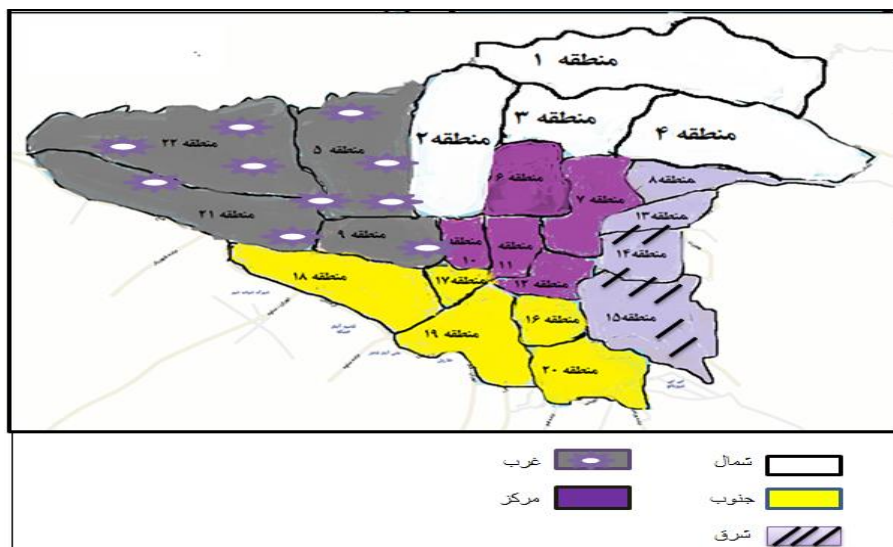 منطقه ۱
منطقه ۲
منطقه ۳
منطقه ۴
منطقه ۵
منطقه ۲۲
منطقه ۶
منطقه ۷
منطقه ۸
منطقه ۱۳
منطقه ۲۱
منطقه ۹
منطقه ۱۰
منطقه ۱۱
منطقه ۱۴
منطقه ۱۲
منطقه ۱۸
منطقه ۱۷
منطقه ۱۶
منطقه ۱۵
منطقه ۱۹
منطقه ۲۰
شمال
غرب
جنوب
مرکز
شرق